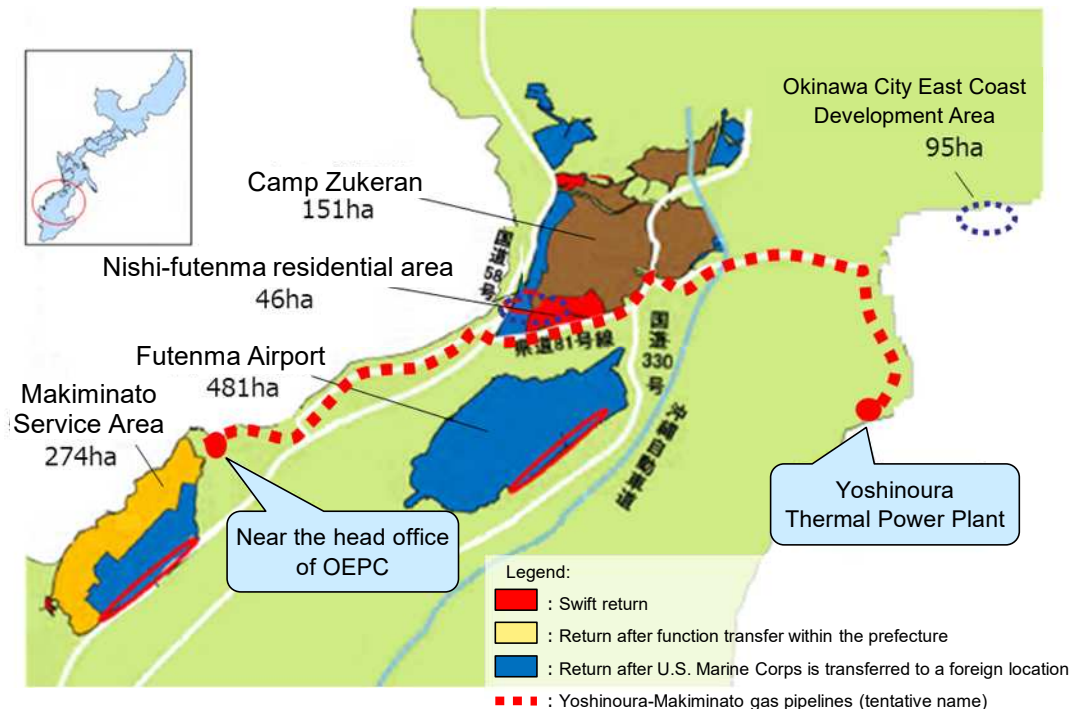 Okinawa City East Coast
Development Area
95ha
Camp Zukeran
151ha
国道58号
Nishi-futenma residential area
46ha
県道81号線
国道330号
Futenma Airport
481ha
Makiminato
Service Area
274ha
沖縄自動車道
Yoshinoura
Thermal Power Plant
Near the head office
of OEPC
Legend:
: Swift return
: Return after function transfer within the prefecture
: Return after U.S. Marine Corps is transferred to a foreign location
: Yoshinoura-Makiminato gas pipelines (tentative name)